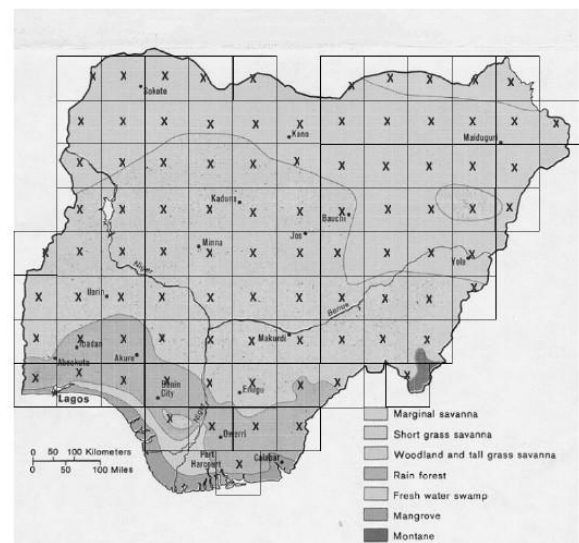 Sokoto
Kano
Maiduguri
Kaduna
Bauchi
Jos
Minna
Yola
Niger
Benue
Ilorin
Makurdi
Ibadan
Akure
Abeokuta
Benin City
Enugu
Lagos
Niger
Owerri
Port Harcourt
Calabar
0 50 100 Kilometers
0 50 100 Miles
Marginal savanna
Short grass savanna
Woodland and tall grass savanna
Rain forest
Fresh water swamp
Mangrove
Montane